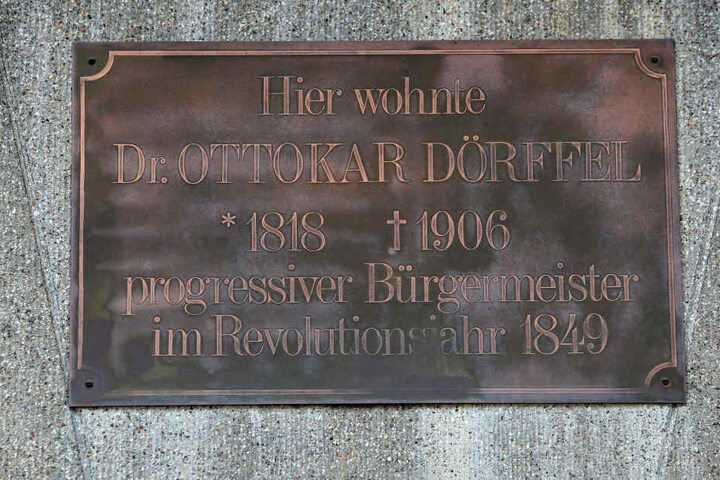 Hier wohnte
Dr. OTTOKAR DÖRFFEL
* 1818 † 1906
progressiver Bürgermeister
im Revolutionsjahr 1849